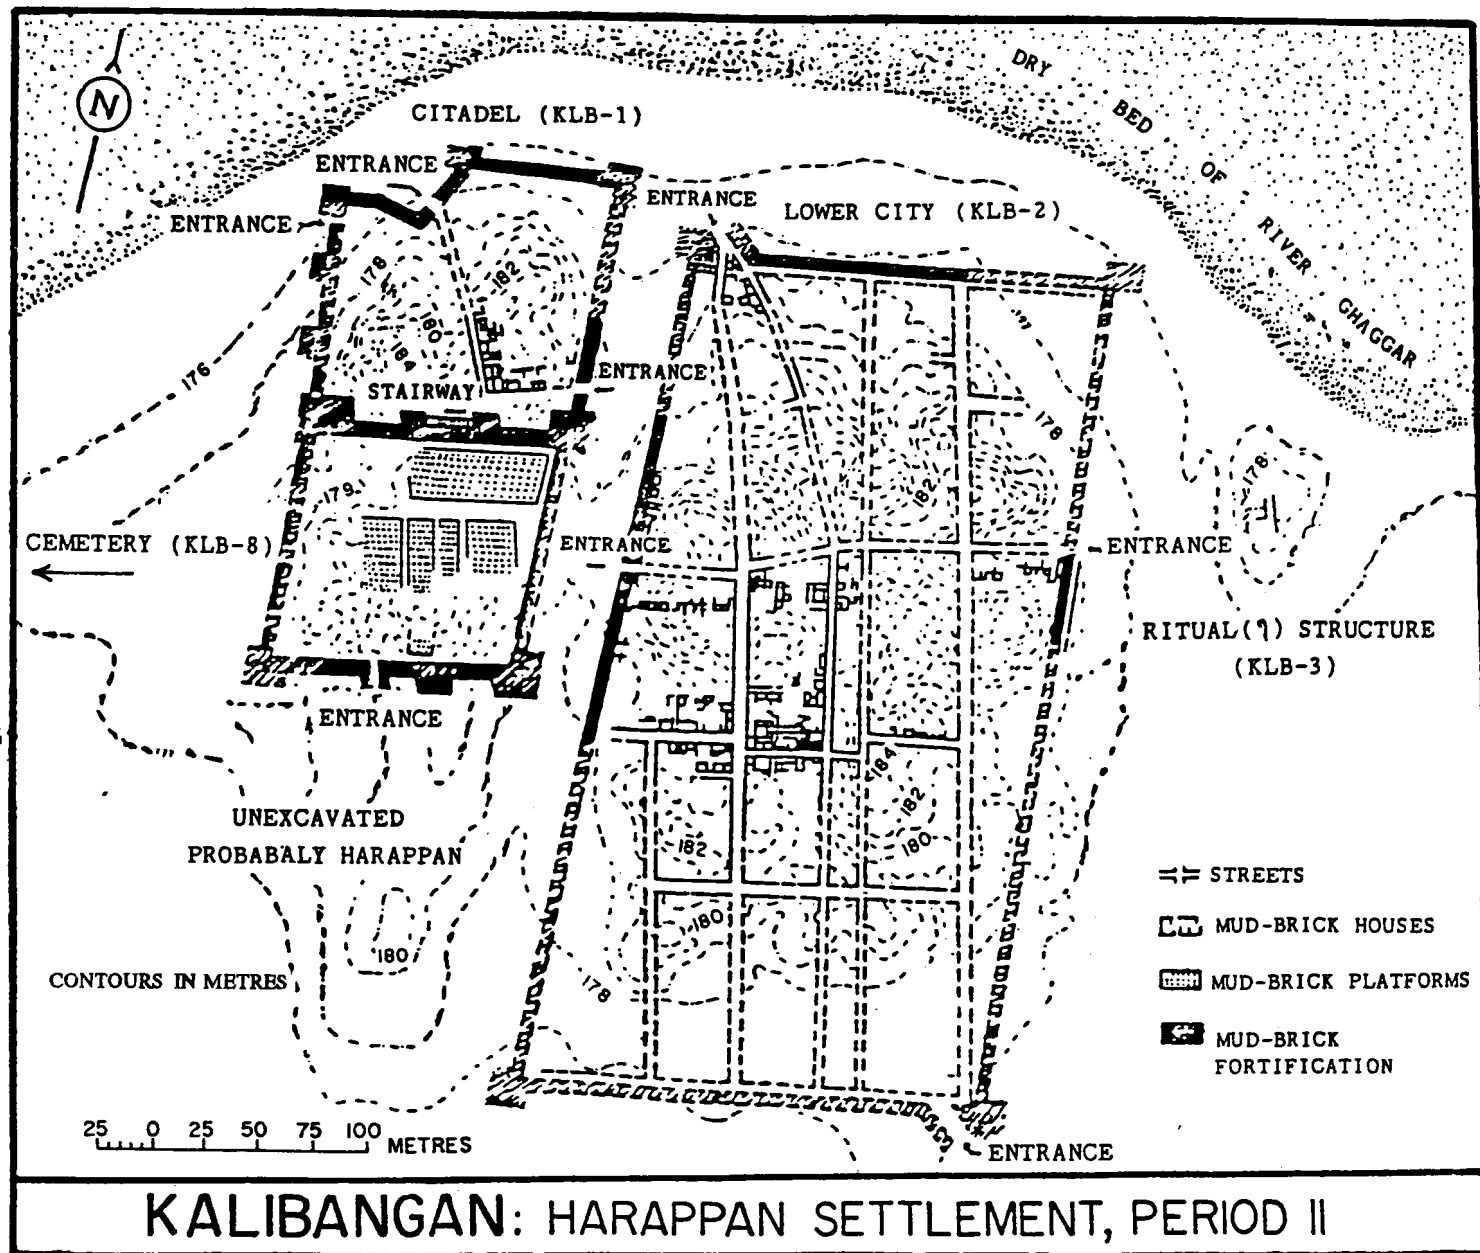 N
CITADEL (KLB-1)
DRY
BED
OF
RIVER
GHAGGAR
ENTRANCE
ENTRANCE
ENTRANCE
LOWER CITY (KLB-2)
178
182
180
184
176
STAIRWAY
ENTRANCE
178
182
178
179
CEMETERY (KLB-8)
ENTRANCE
ENTRANCE
RITUAL(?) STRUCTURE
(KLB-3)
ENTRANCE
184
182
180
182
UNEXCAVATED
PROBABALY HARAPPAN
180
180
178
CONTOURS IN METRES
STREETS
MUD-BRICK HOUSES
MUD-BRICK PLATFORMS
MUD-BRICK
FORTIFICATION
25 0 25 50 75 100 METRES
ENTRANCE
KALIBANGAN: HARAPPAN SETTLEMENT, PERIOD II